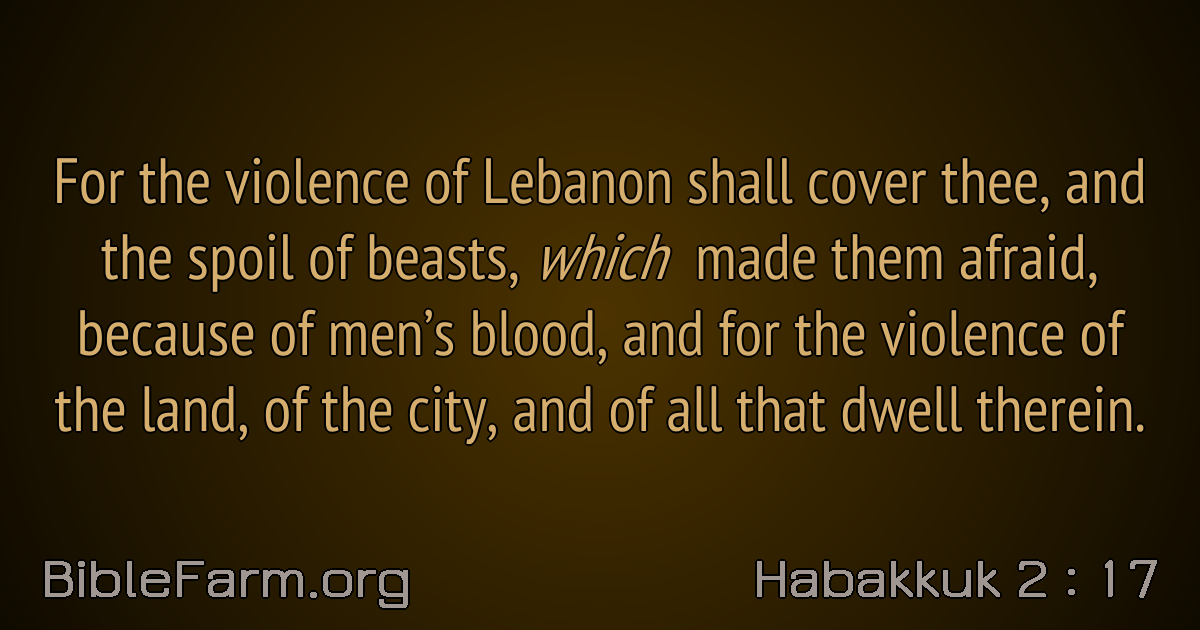 For the violence of Lebanon shall cover thee, and
the spoil of beasts, which made them afraid,
because of men’s blood, and for the violence of
the land, of the city, and of all that dwell therein.
BibleFarm.org
Habakkuk 2 : 17